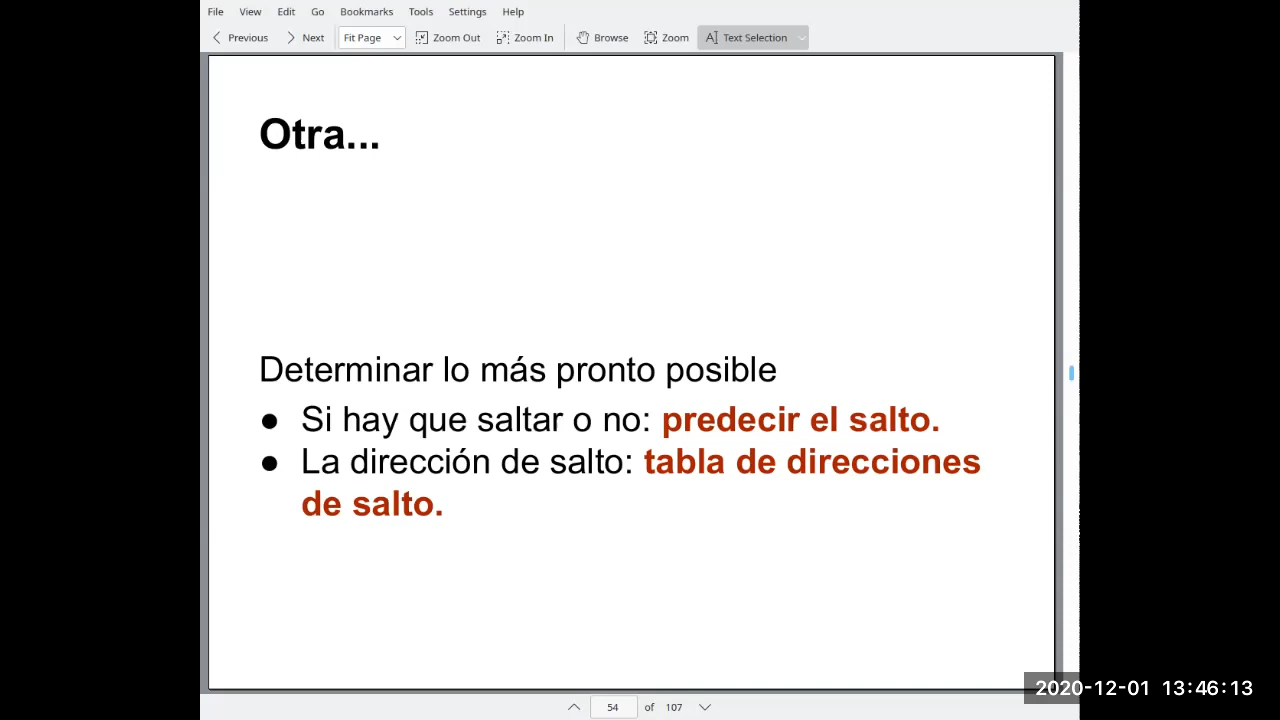 File View Edit Go Bookmarks Tools Settings Help
Previous Next Fit Page Zoom Out Zoom In Browse Zoom Text Selection
Otra...
Determinar lo más pronto posible
● Si hay que saltar o no: predecir el salto.
● La dirección de salto: tabla de direcciones
de salto.
2020-12-01 13:46:13
54 of 107